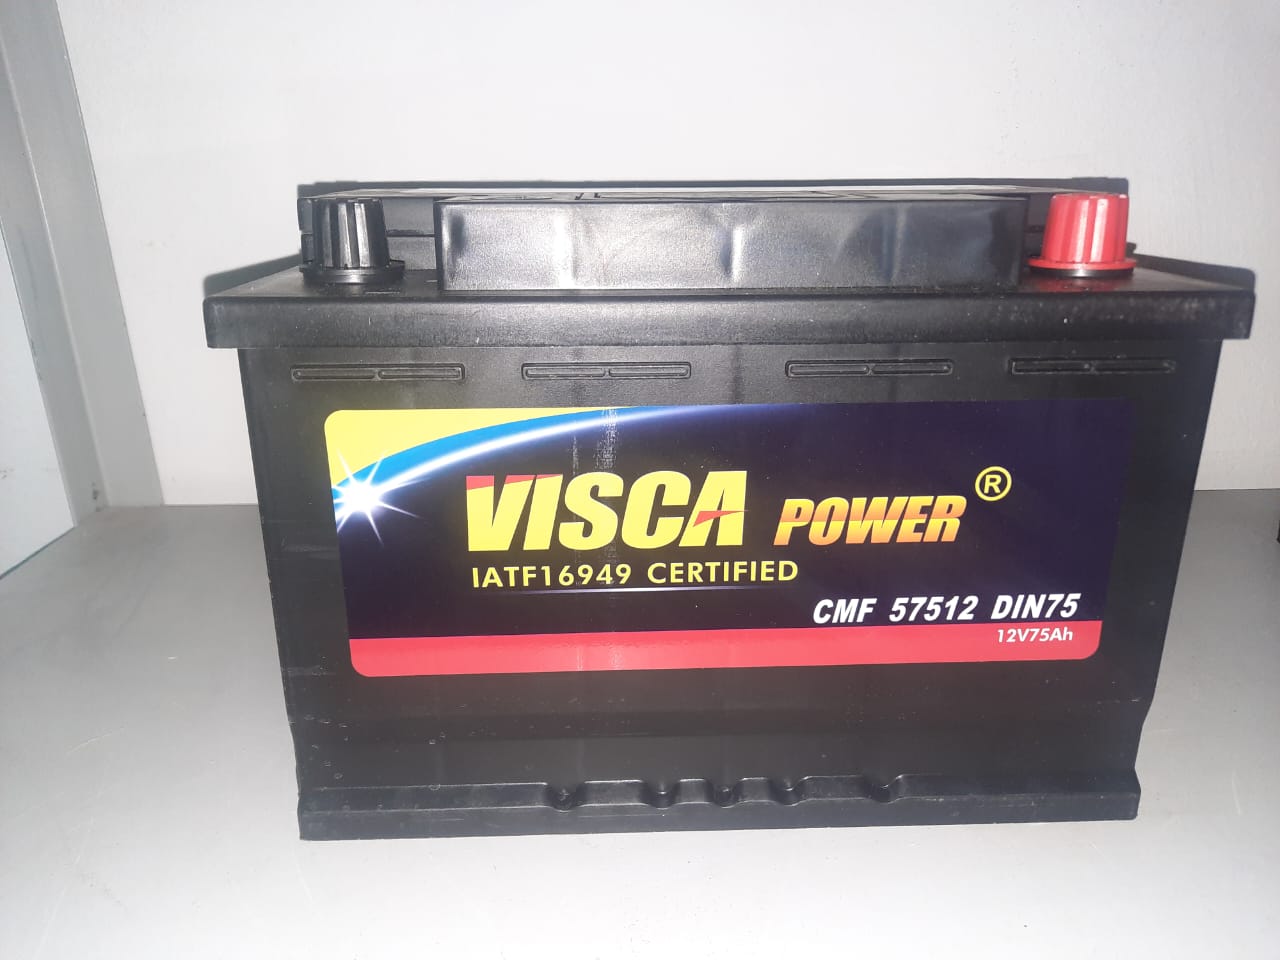 VISCA POWER ®
IATF16949 CERTIFIED
CMF 57512 DIN75
12V75Ah